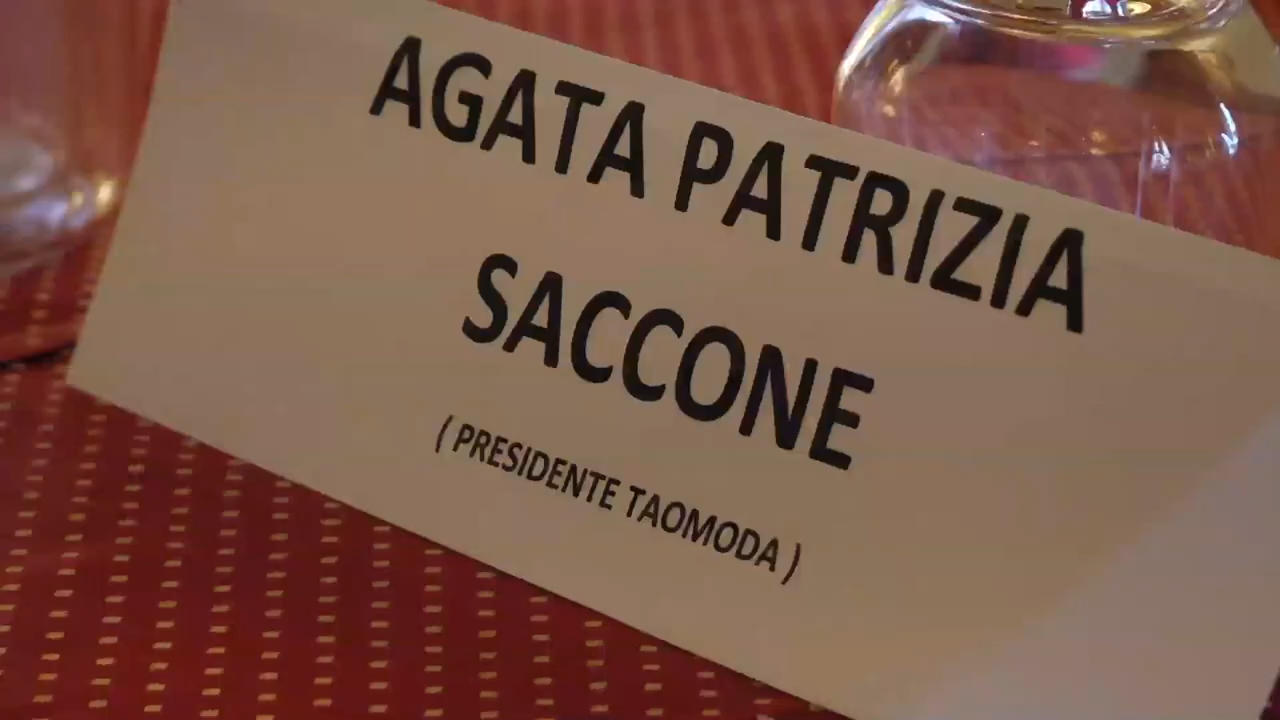 AGATA PATRIZIA
SACCONE
( PRESIDENTE TAOMODA )